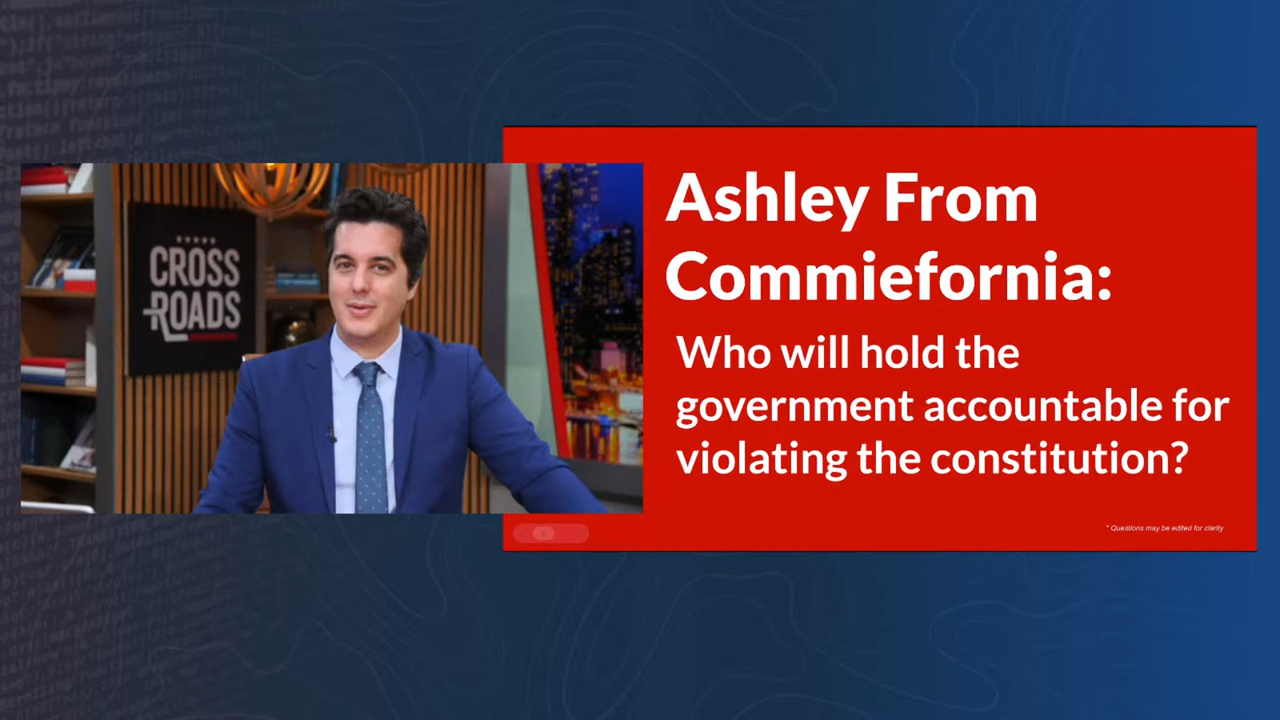 CROSS
ROADS
Ashley From
Commiefornia:
Who will hold the
government accountable for
violating the constitution?
* Questions may be edited for clarity